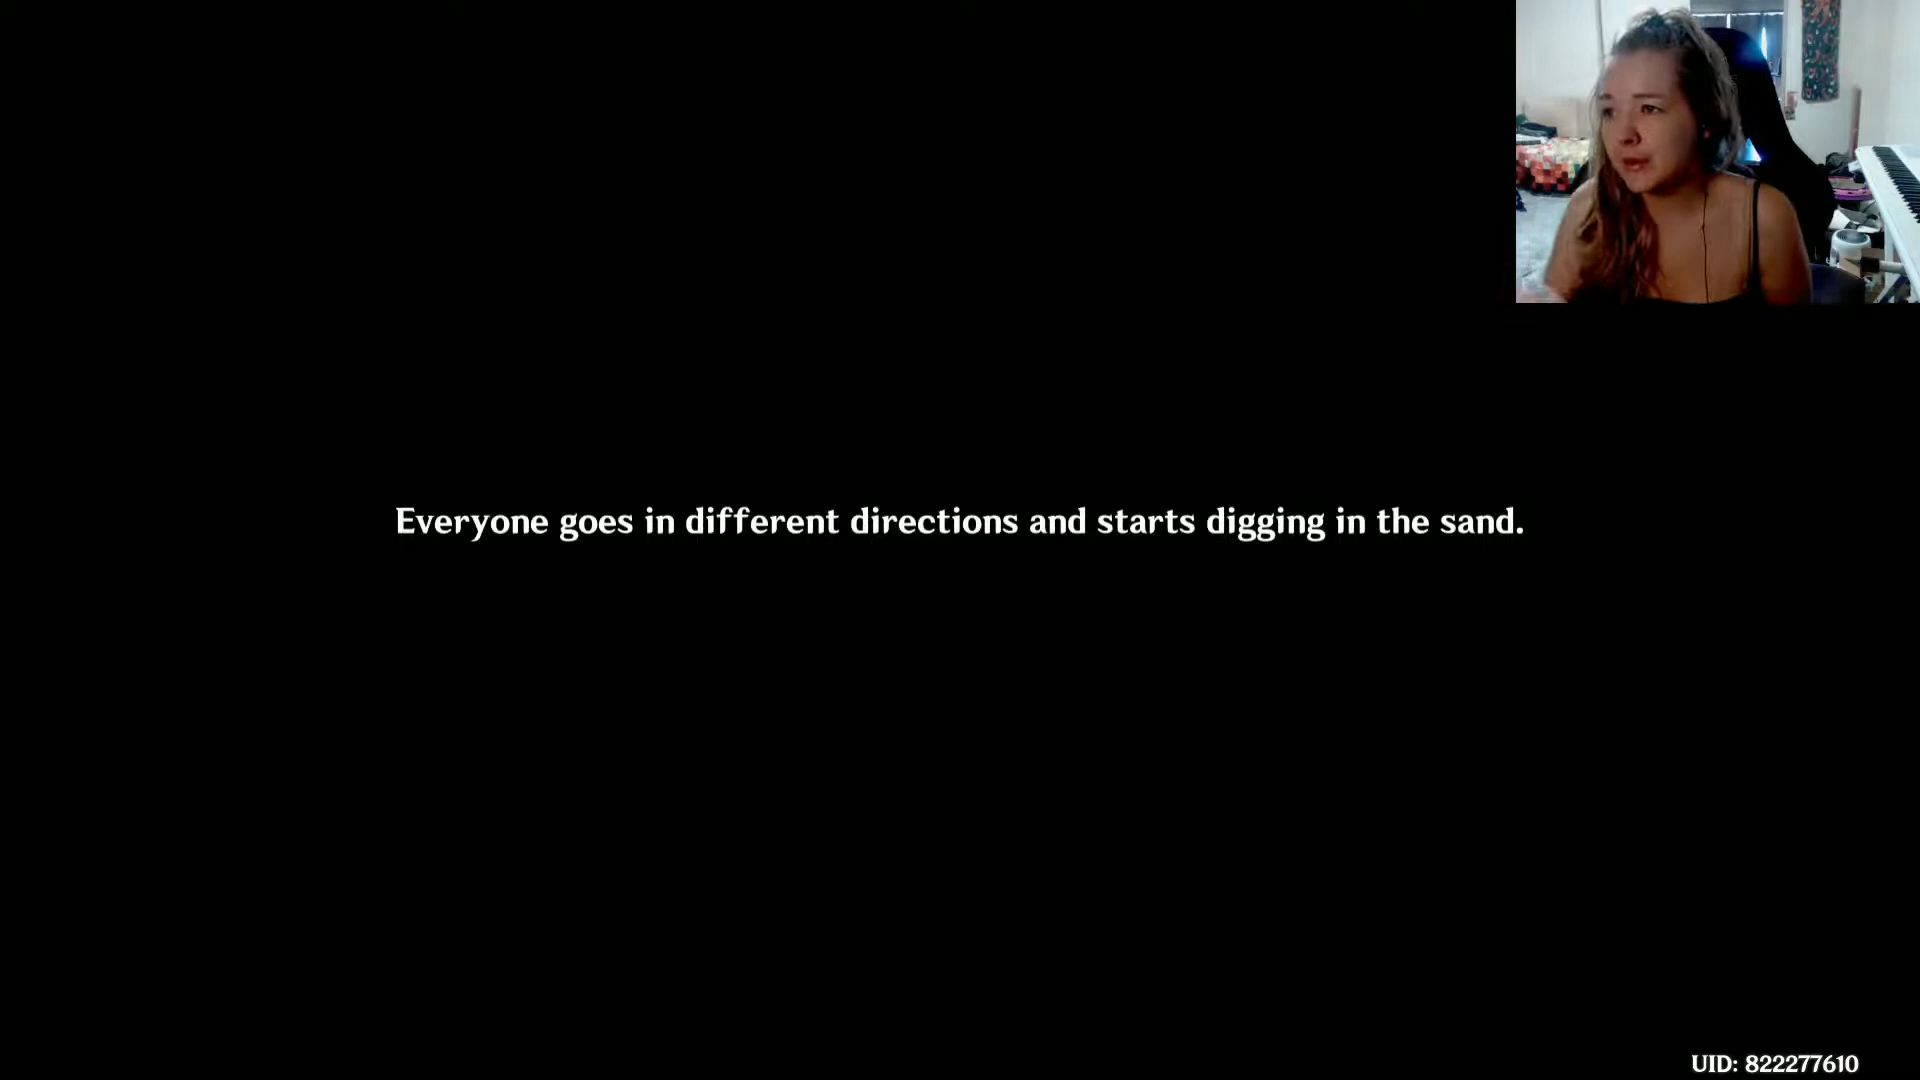 Everyone goes in different directions and starts digging in the sand.
UID: 822277610